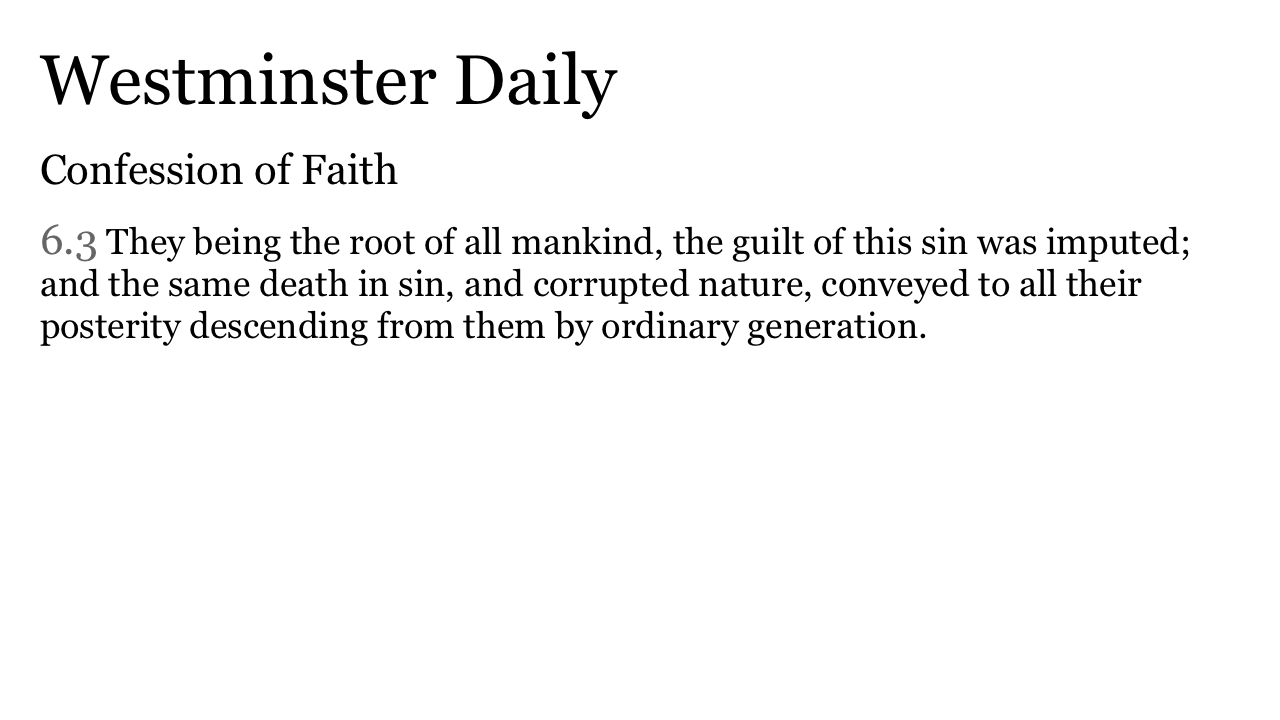 Westminster Daily
Confession of Faith
6.3 They being the root of all mankind, the guilt of this sin was imputed;
and the same death in sin, and corrupted nature, conveyed to all their
posterity descending from them by ordinary generation.